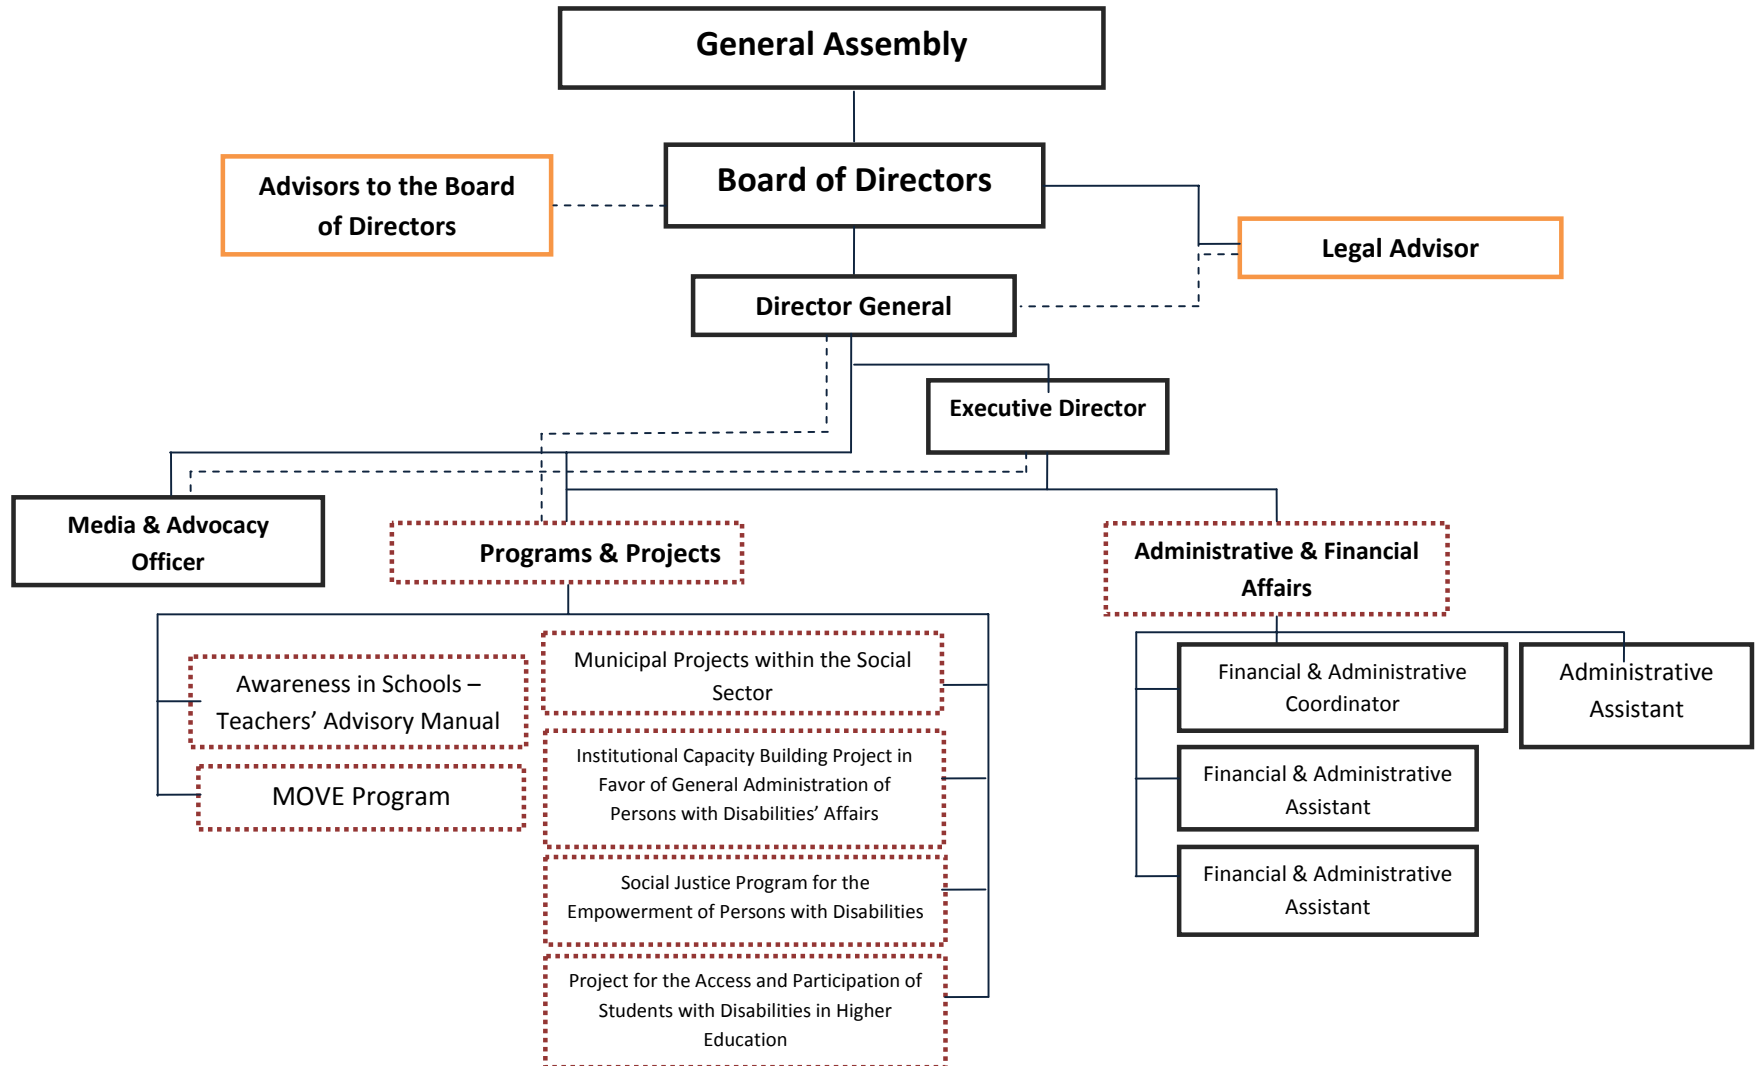 General Assembly
Board of Directors
Advisors to the Board
of Directors
Legal Advisor
Director General
Executive Director
Media & Advocacy
Officer
Programs & Projects
Administrative & Financial
Affairs
Awareness in Schools –
Teachers’ Advisory Manual
MOVE Program
Municipal Projects within the Social
Sector
Institutional Capacity Building Project in
Favor of General Administration of
Persons with Disabilities’ Affairs
Social Justice Program for the
Empowerment of Persons with Disabilities
Project for the Access and Participation of
Students with Disabilities in Higher
Education
Financial & Administrative
Coordinator
Financial & Administrative
Assistant
Financial & Administrative
Assistant
Administrative
Assistant